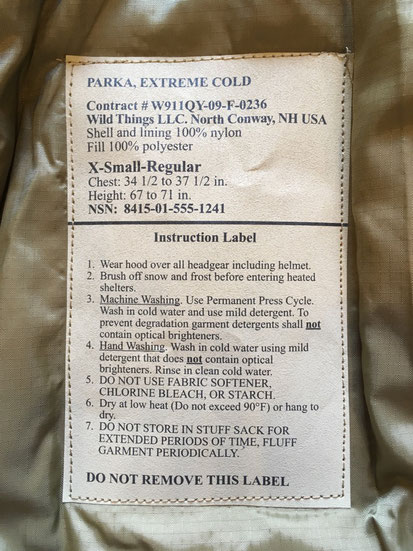 PARKA, EXTREME COLD
Contract # W911QY-09-F-0236
Wild Things LLC. North Conway, NH USA
Shell and lining 100% nylon
Fill 100% polyester
X-Small-Regular
Chest: 34 1/2 to 37 1/2 in.
Height: 67 to 71 in.
NSN: 8415-01-555-1241
Instruction Label
1. Wear hood over all headgear including helmet.
2. Brush off snow and frost before entering heated
shelters.
3. Machine Washing. Use Permanent Press Cycle.
Wash in cold water and use mild detergent. To
prevent degradation garment detergents shall not
contain optical brighteners.
4. Hand Washing. Wash in cold water using mild
detergent that does not contain optical
brighteners. Rinse in clean cold water.
5. DO NOT USE FABRIC SOFTENER,
CHLORINE BLEACH, OR STARCH.
6. Dry at low heat (Do not exceed 90°F) or hang to
dry.
7. DO NOT STORE IN STUFF SACK FOR
EXTENDED PERIODS OF TIME, FLUFF
GARMENT PERIODICALLY.
DO NOT REMOVE THIS LABEL